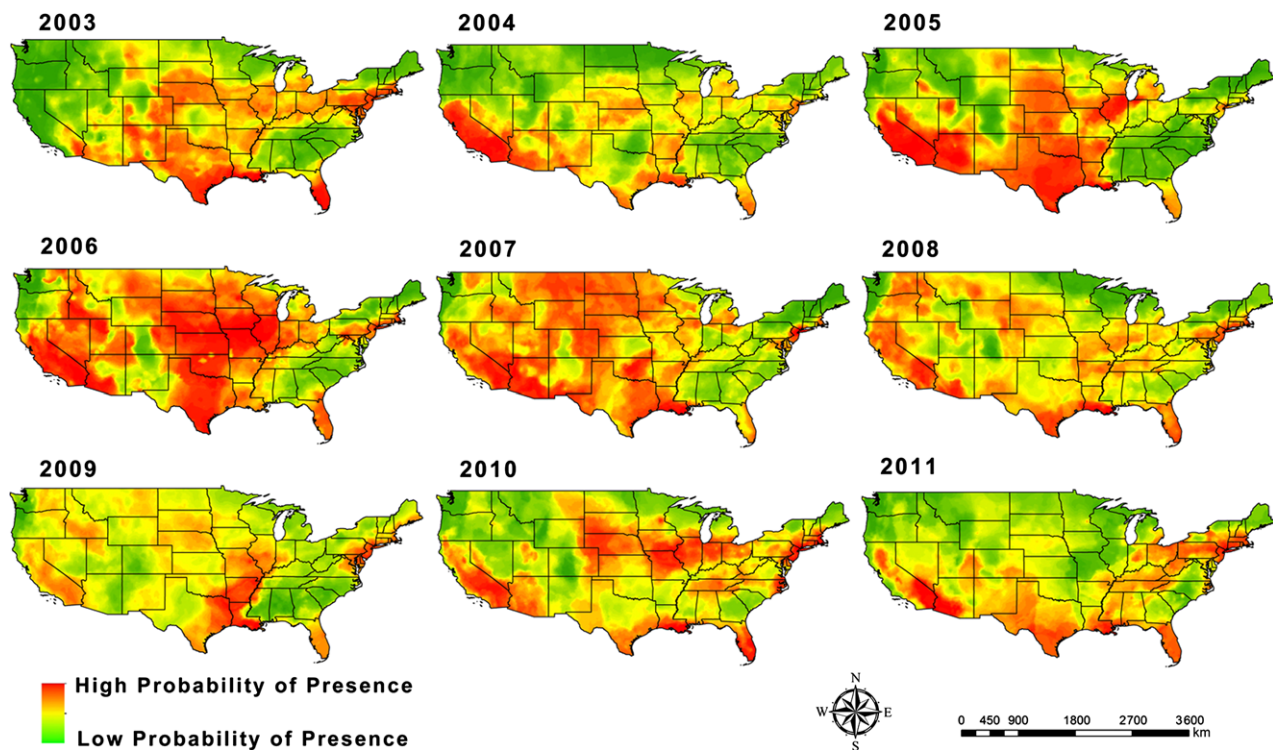 2003
2004
2005
2006
2007
2008
2009
2010
2011
High Probability of Presence
Low Probability of Presence
N
W E
S
0 450 900 1800 2700 3600
km